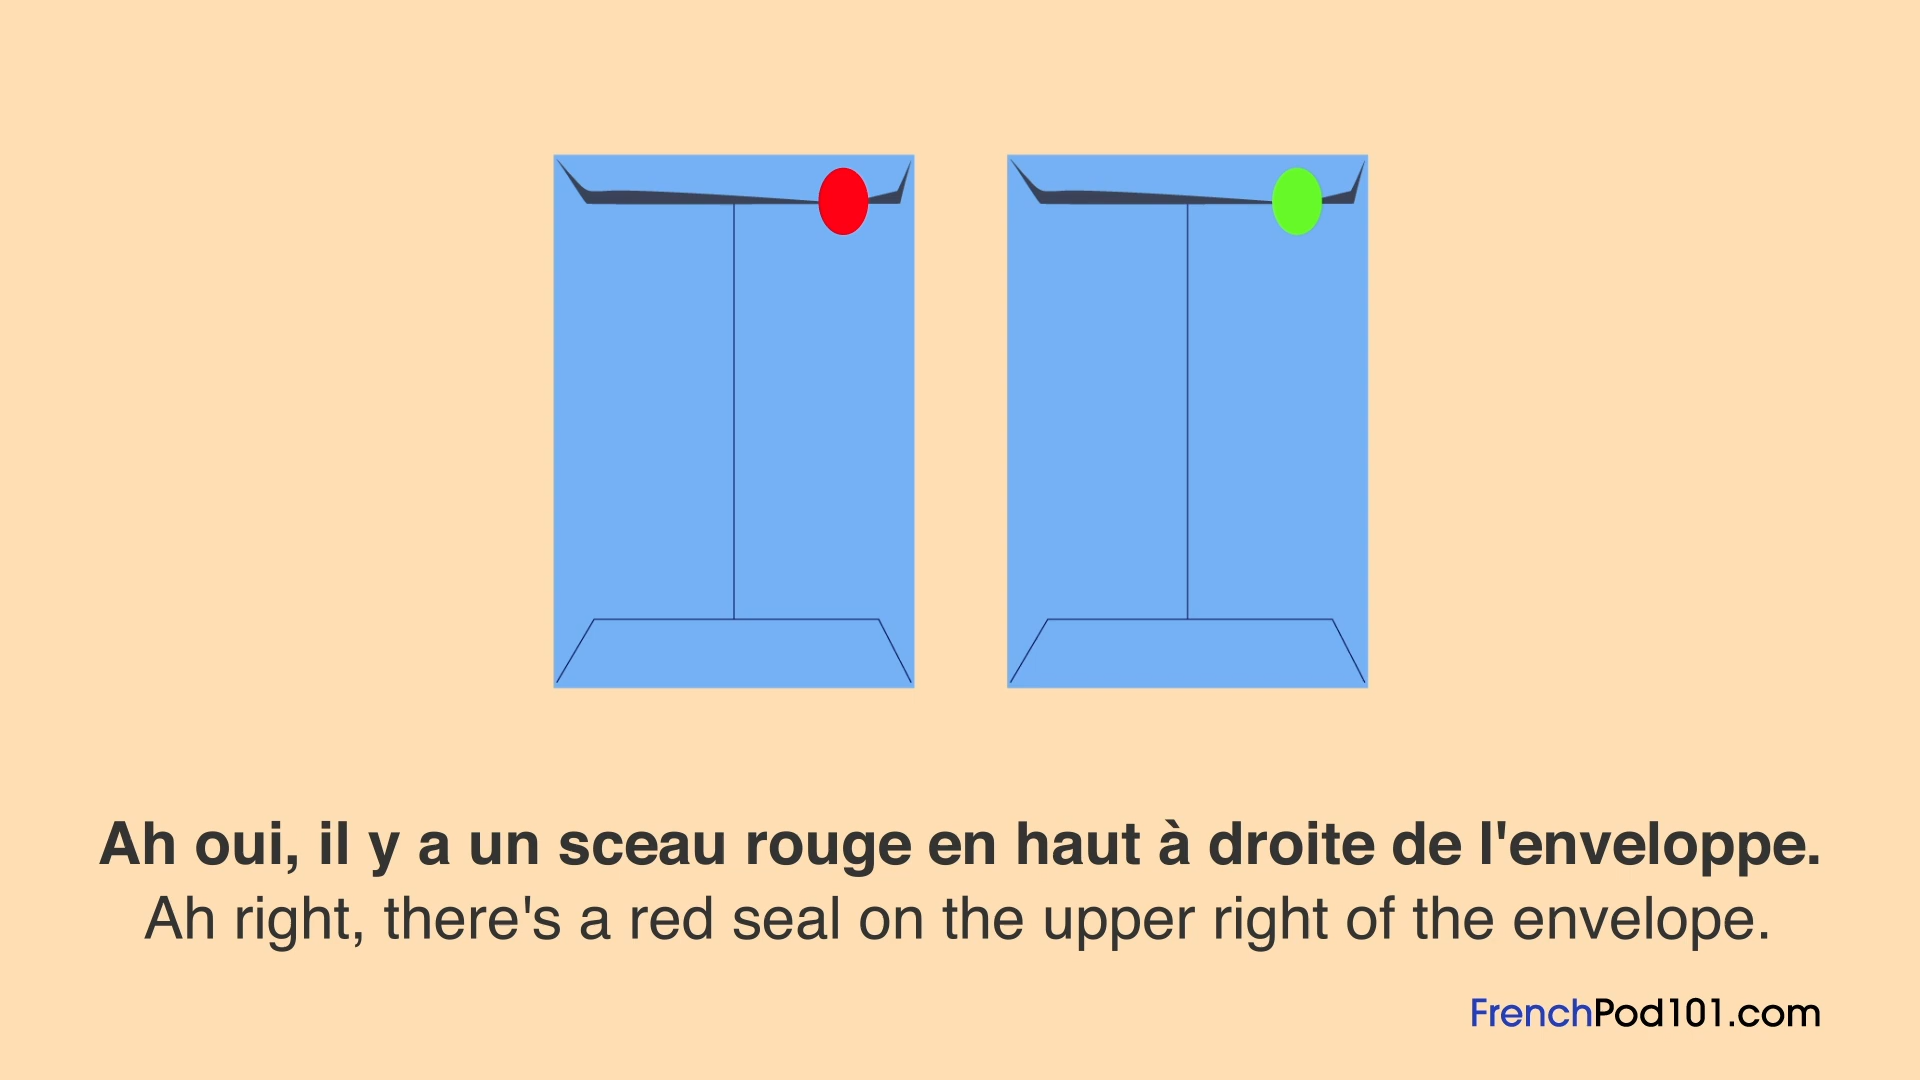 Ah oui, il y a un sceau rouge en haut à droite de l'enveloppe.
Ah right, there's a red seal on the upper right of the envelope.
FrenchPod101.com